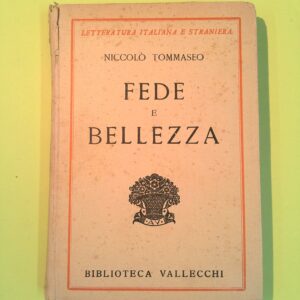 LETTERATURA ITALIANA E STRANIERA
NICCOLÒ TOMMASEO
FEDE
E
BELLEZZA
A.V.
BIBLIOTECA VALLECCHI